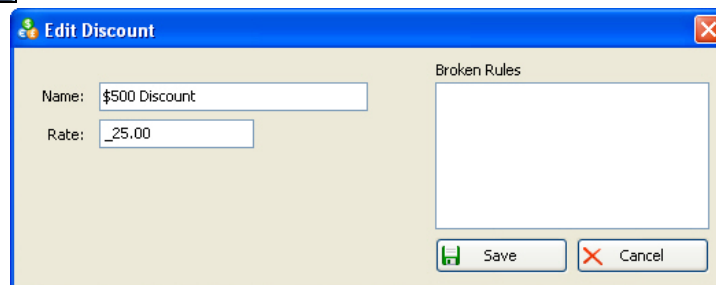 Edit Discount
Name: $500 Discount
Rate: _25.00
Broken Rules
Save Cancel